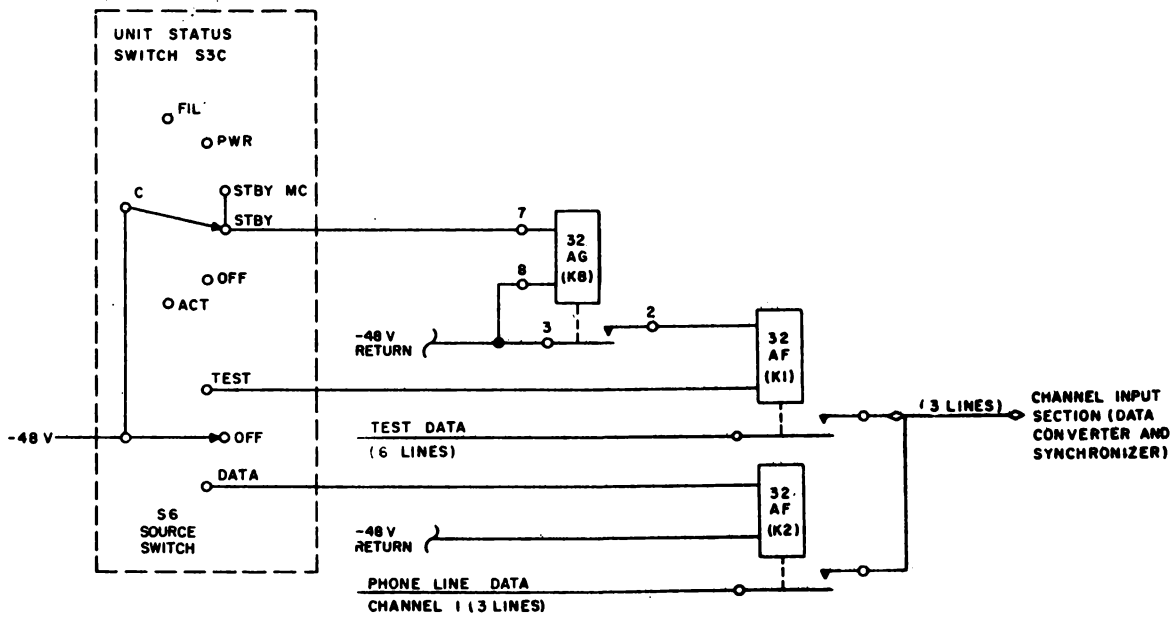 UNIT STATUS
SWITCH S3C
FIL
PWR
STBY MC
C
STBY
7
32
AG
(K8)
8
OFF
ACT
-48 V
RETURN
3
2
32
AF
(K1)
TEST
-48 V
OFF
TEST DATA
(6 LINES)
(3 LINES)
CHANNEL INPUT
SECTION (DATA
CONVERTER AND
SYNCHRONIZER)
DATA
32
AF
(K2)
S6
SOURCE
SWITCH
-48 V
RETURN
PHONE LINE DATA
CHANNEL 1 (3 LINES)